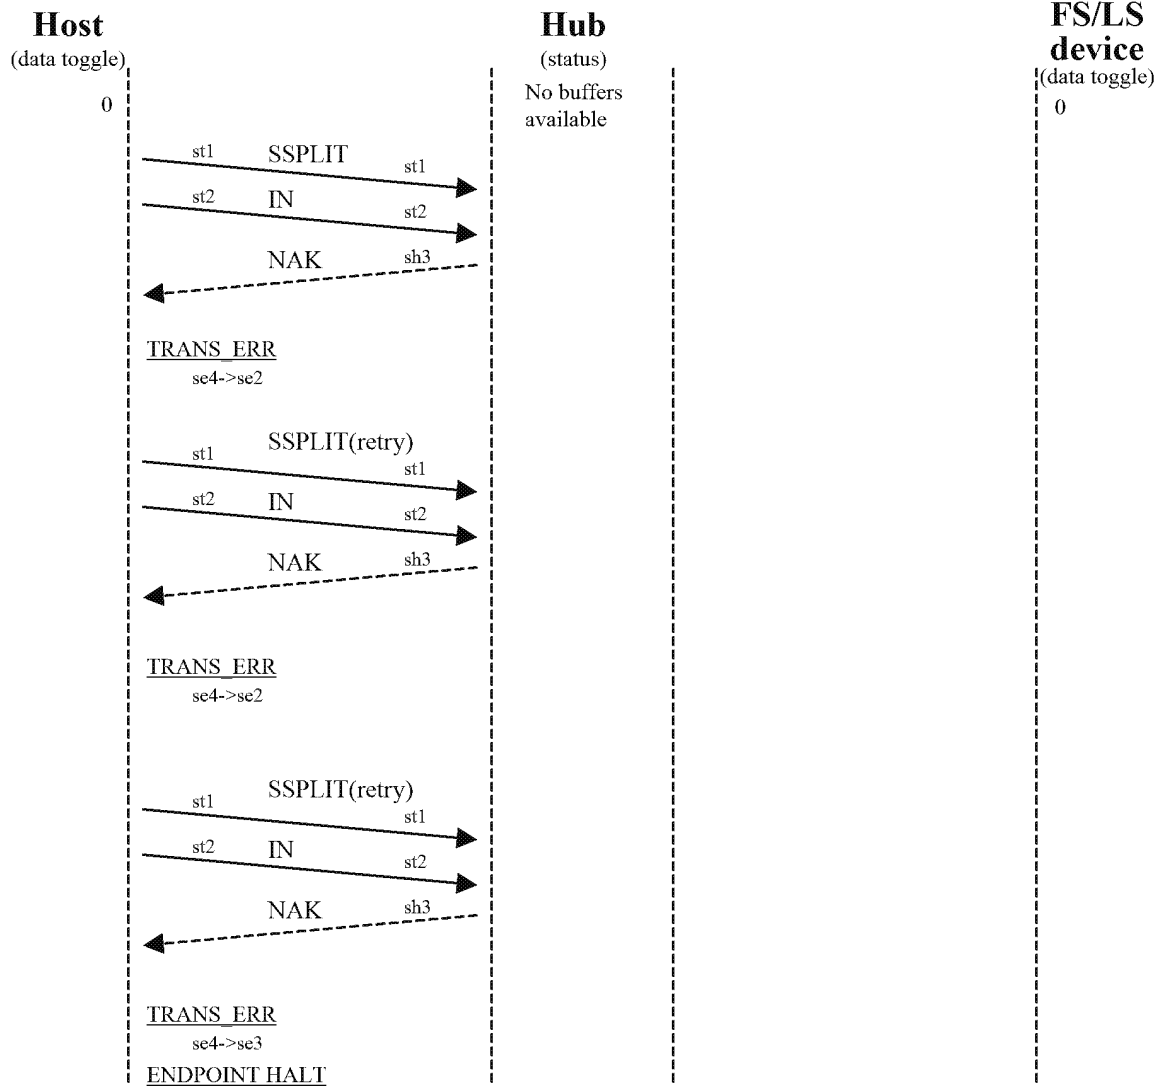 Host
(data toggle)
0
Hub
(status)
No buffers
available
FS/LS
device
(data toggle)
0
st1
SSPLIT
st1
st2
IN
st2
NAK
sh3
TRANS_ERR
se4->se2
SSPLIT(retry)
st1
st1
st2
IN
st2
NAK
sh3
TRANS_ERR
se4->se2
SSPLIT(retry)
st1
st1
st2
IN
st2
NAK
sh3
TRANS_ERR
se4->se3
ENDPOINT HALT